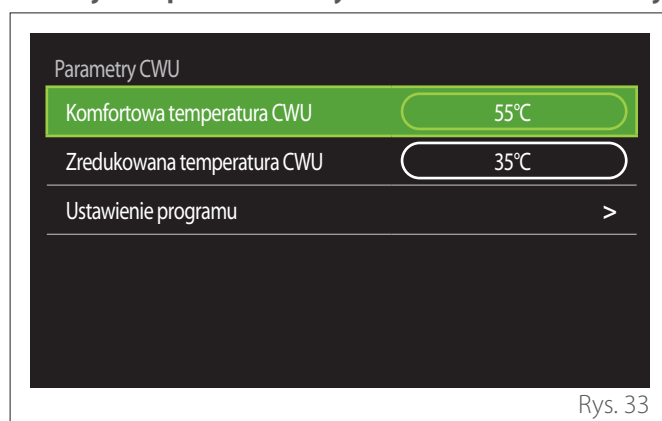 Parametry CWU
Komfortowa temperatura CWU 55°C
Zredukowana temperatura CWU 35°C
Ustawienie programu >
Rys. 33